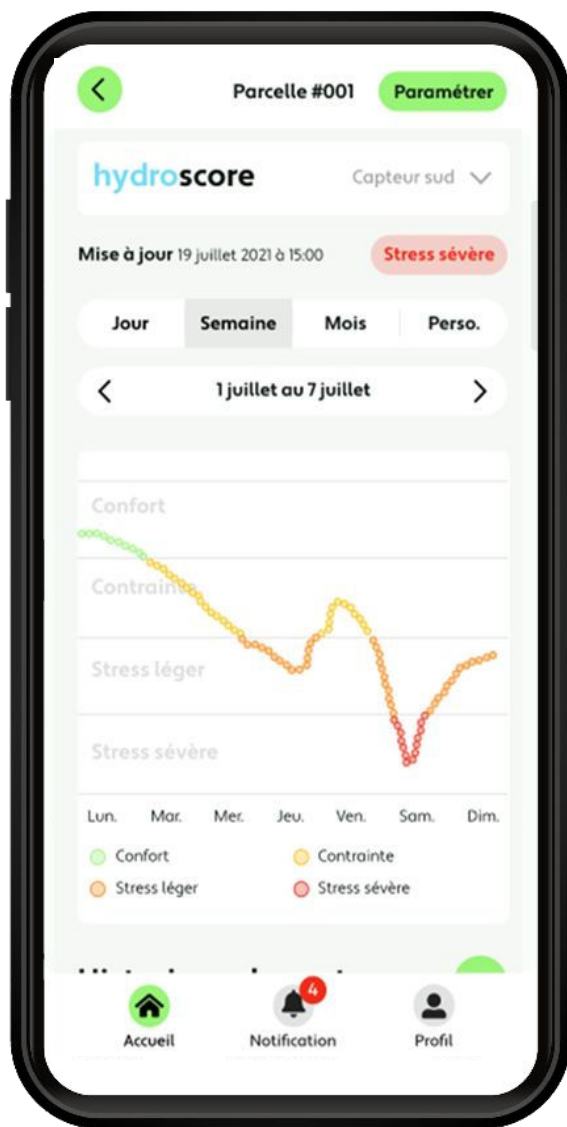 Parcelle #001 Paramétrer
hydroscore Capteur sud
Mise à jour 19 juillet 2021 à 15:00 Stress sévère
Jour Semaine Mois Perso.
1 juillet au 7 juillet
Confort
Contrainte
Stress léger
Stress sévère
Lun. Mar. Mer. Jeu. Ven. Sam. Dim.
Confort Contrainte
Stress léger Stress sévère
4
Accueil Notification Profil